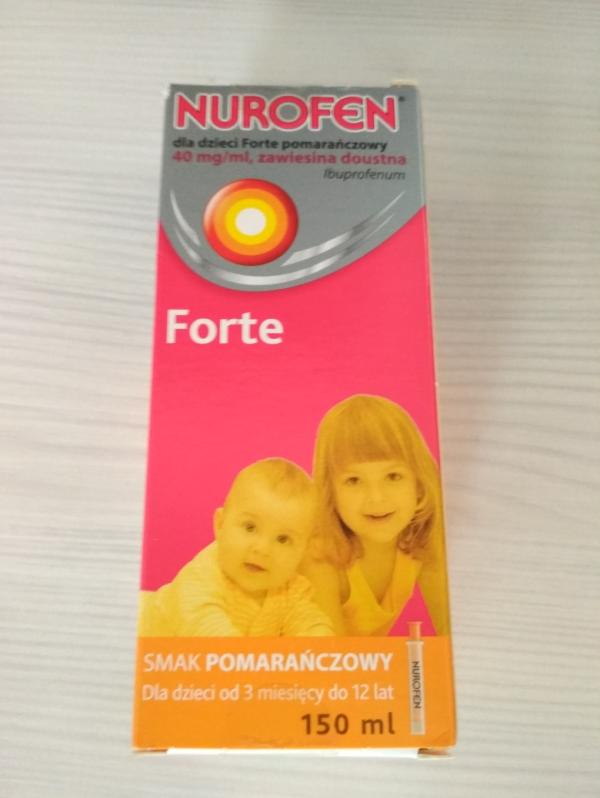 NUROFEN®
dla dzieci Forte pomarańczowy
40 mg/ml, zawiesina doustna
Ibuprofenum
Forte
SMAK POMARAŃCZOWY
Dla dzieci od 3 miesięcy do 12 lat
150 ml
NUROFEN